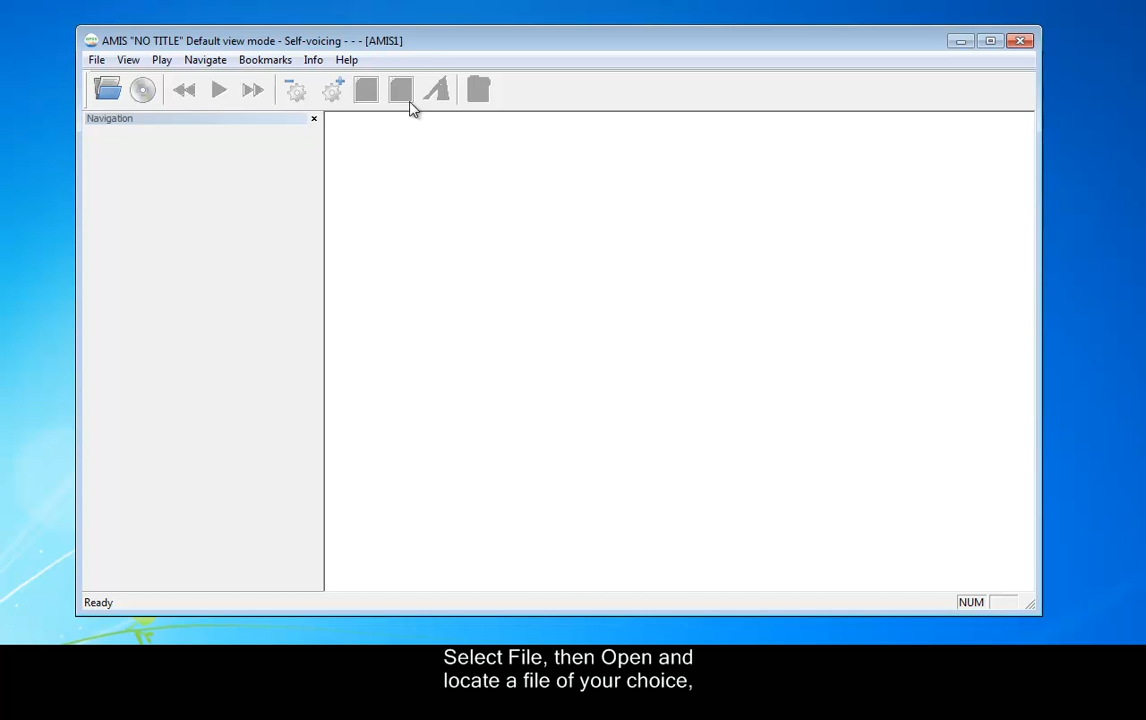 AMIS "NO TITLE" Default view mode - Self-voicing - - - [AMIS1]
File View Play Navigate Bookmarks Info Help
Navigation
Ready NUM
Select File, then Open and
locate a file of your choice,